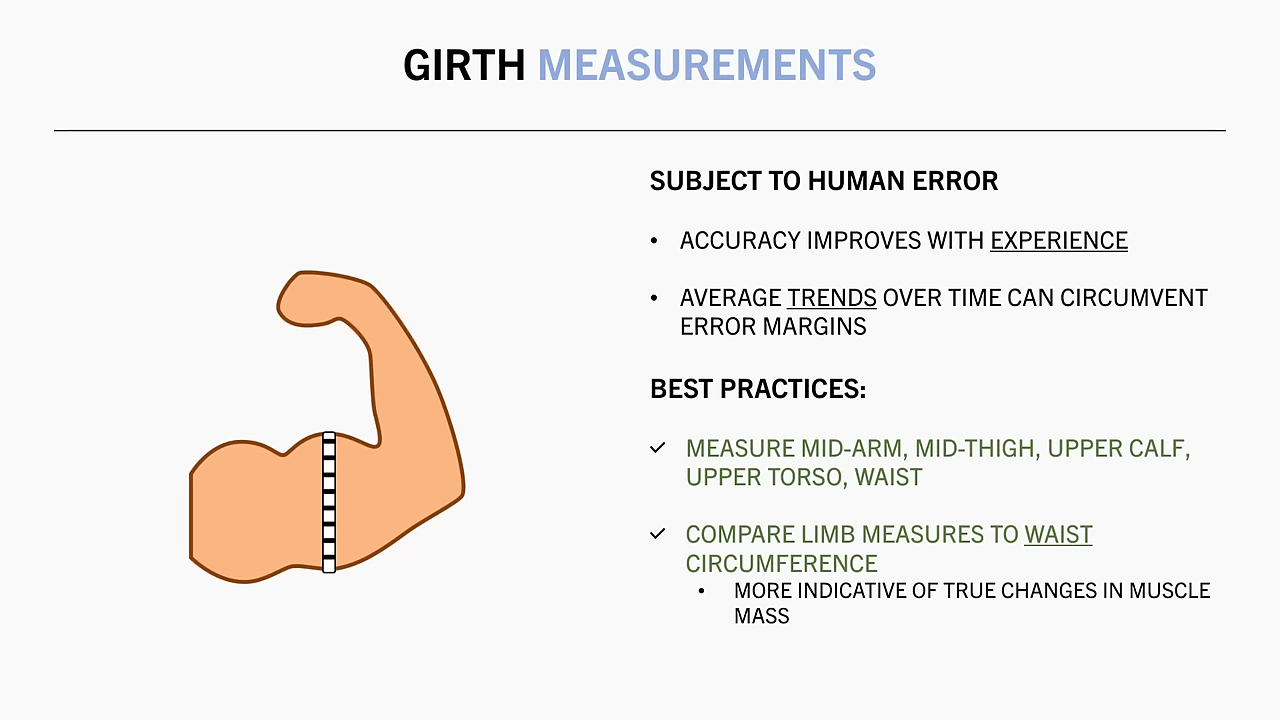 GIRTH MEASUREMENTS
SUBJECT TO HUMAN ERROR
• ACCURACY IMPROVES WITH EXPERIENCE
• AVERAGE TRENDS OVER TIME CAN CIRCUMVENT
ERROR MARGINS
BEST PRACTICES:
✓ MEASURE MID-ARM, MID-THIGH, UPPER CALF,
UPPER TORSO, WAIST
✓ COMPARE LIMB MEASURES TO WAIST
CIRCUMFERENCE
• MORE INDICATIVE OF TRUE CHANGES IN MUSCLE
MASS